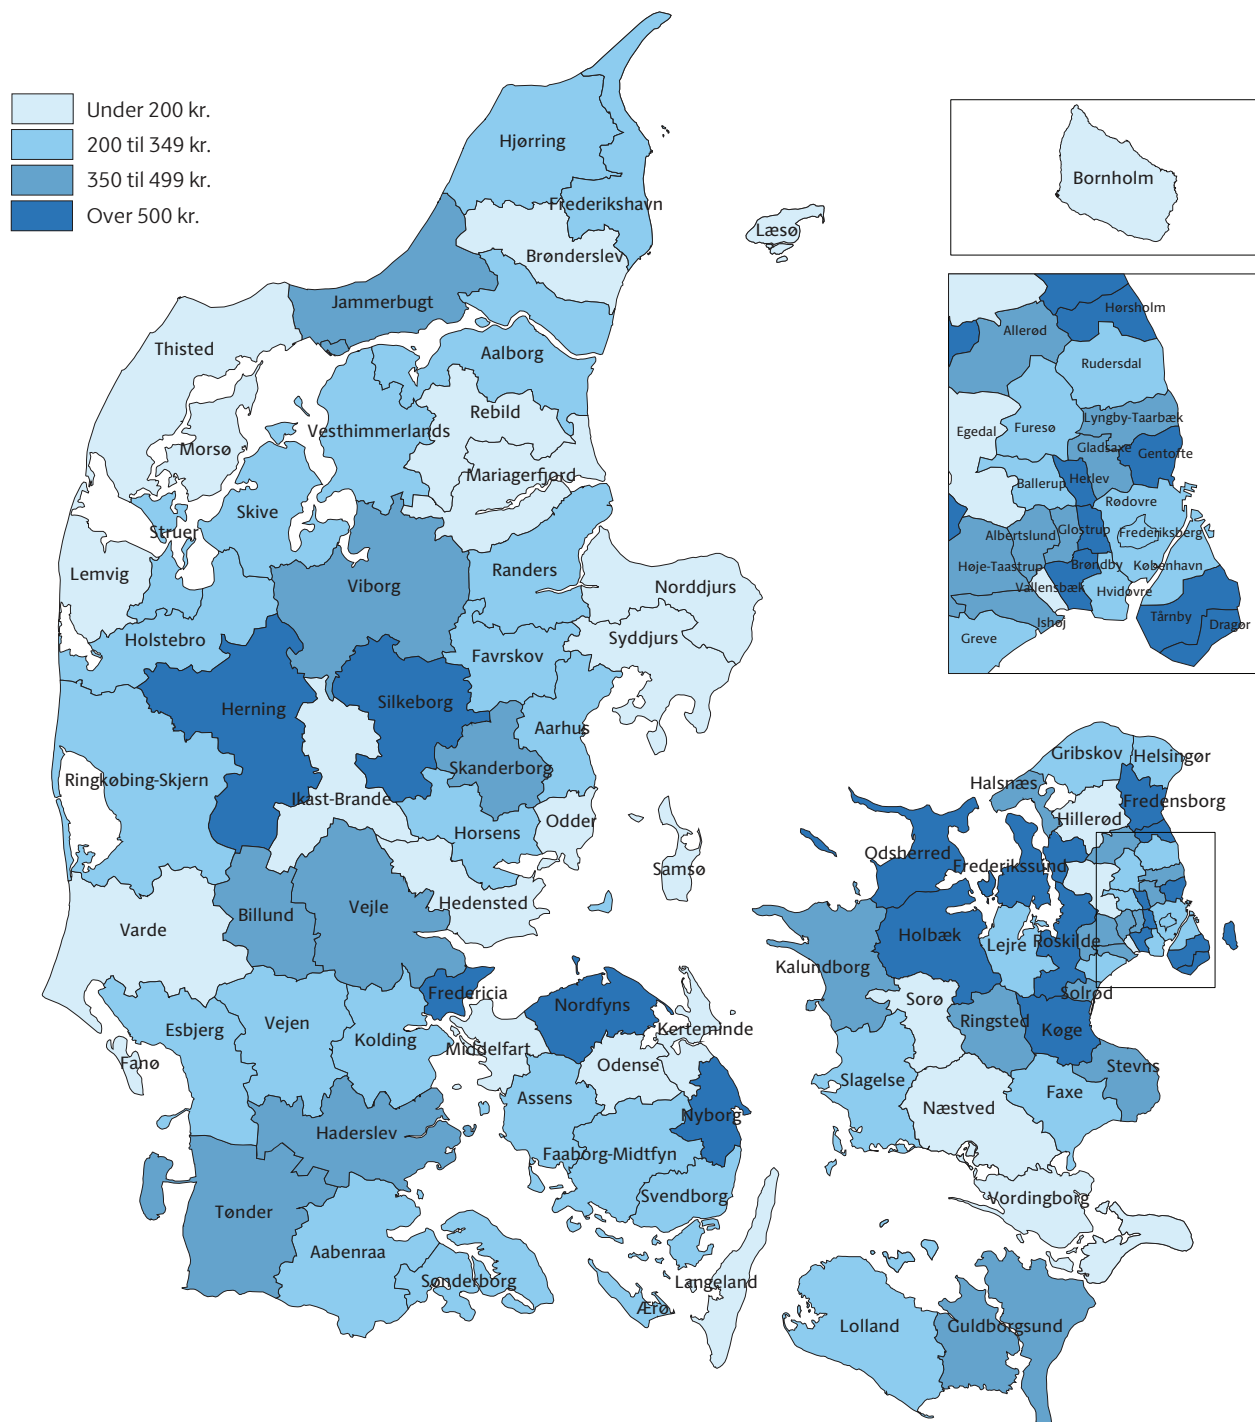 Under 200 kr.
200 til 349 kr.
350 til 499 kr.
Over 500 kr.
Hjørring
Frederikshavn
Læsø
Brønderslev
Jammerbugt
Thisted
Aalborg
Rebild
Vesthimmerlands
Morsø
Mariagerfjord
Skive
Struer
Lemvig
Viborg
Randers
Norddjurs
Syddjurs
Holstebro
Favrskov
Herning
Silkeborg
Aarhus
Ringkøbing-Skjern
Skanderborg
Ikast-Brande
Horsens
Odder
Samsø
Hedensted
Billund
Vejle
Varde
Fredericia
Nordfyns
Esbjerg
Vejen
Kolding
Kerteminde
Middelfart
Fanø
Odense
Assens
Nyborg
Haderslev
Faaborg-Midtfyn
Svendborg
Tønder
Aabenraa
Sønderborg
Langeland
Ærø
Bornholm
Hørsholm
Allerød
Rudersdal
Lyngby-Taarbæk
Furesø
Egedal
Gladsaxe
Gentofte
Ballerup
Herlev
Rødovre
Albertslund
Glostrup
Frederiksberg
Høje-Taastrup
Brøndby
København
Vallensbæk
Hvidovre
Ishøj
Tårnby
Dragør
Greve
Gribskov
Helsingør
Halsnæs
Fredensborg
Hillerød
Odsherred
Frederikssund
Holbæk
Lejre
Roskilde
Kalundborg
Solrød
Sorø
Ringsted
Køge
Stevns
Slagelse
Faxe
Næstved
Vordingborg
Lolland
Guldborgsund